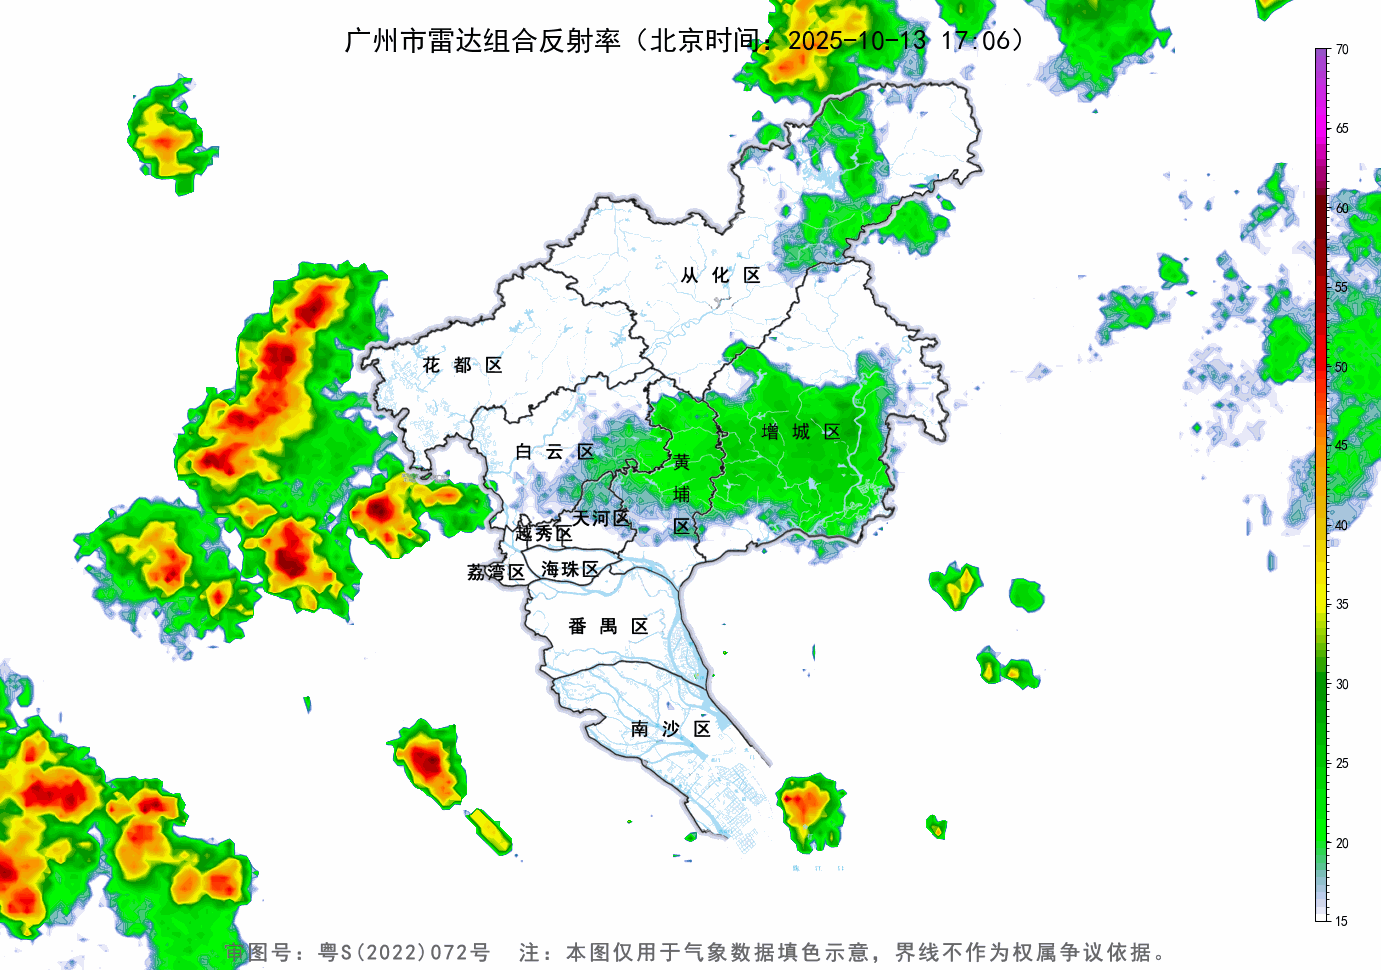 广州市雷达组合反射率（北京时间：2025-10-13 17:06）
70
65
60
55
50
45
40
35
30
25
20
15
从 化 区
花 都 区
增 城 区
白 云 区
黄
埔
区
天河区
越秀区
荔湾区
海珠区
番 禺 区
南 沙 区
审图号：粤S(2022)072号 注：本图仅用于气象数据填色示意，界线不作为权属争议依据。